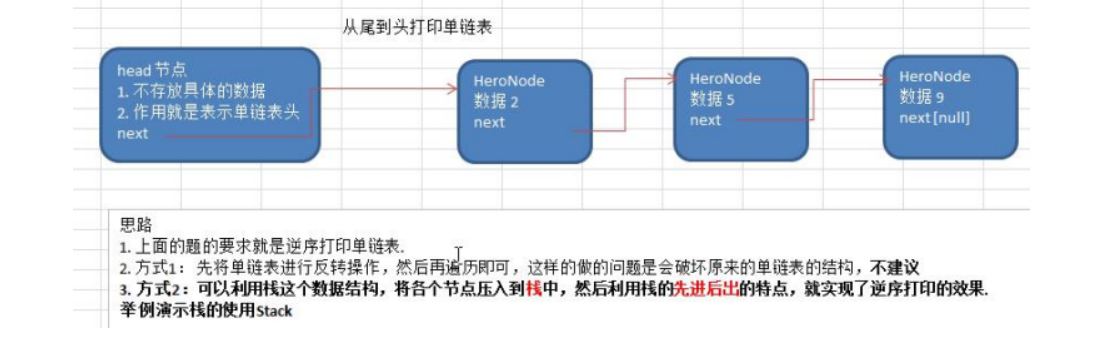 从尾到头打印单链表
head 节点
1. 不存放具体的数据
2. 作用就是表示单链表头
next
HeroNode
数据 2
next
HeroNode
数据 5
next
HeroNode
数据 9
next [null]
思路
1. 上面的题的要求就是逆序打印单链表.
2. 方式1： 先将单链表进行反转操作，然后再遍历即可，这样的做的问题是会破坏原来的单链表的结构，不建议
3. 方式2：可以利用栈这个数据结构，将各个节点压入到栈中，然后利用栈的先进后出的特点，就实现了逆序打印的效果.
举例演示栈的使用Stack